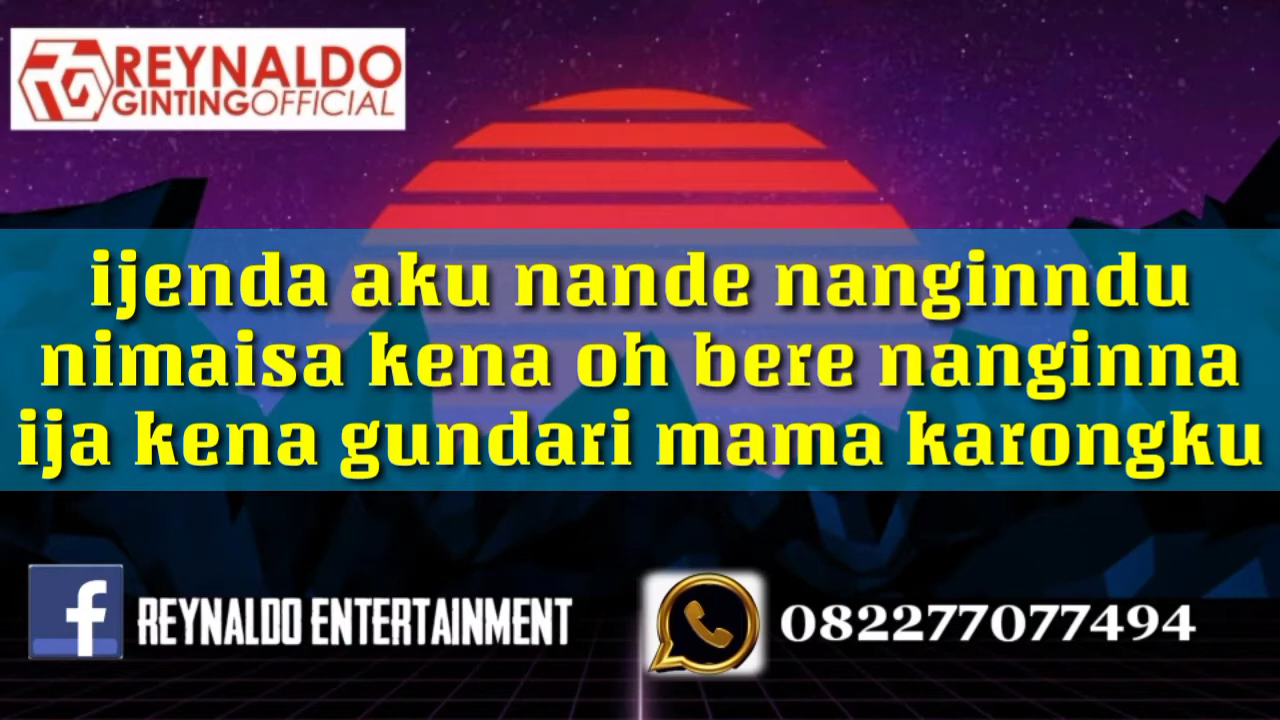 REYNALDO
GINTINGOFFICIAL
ijenda aku nande nanginndu
nimaisa kena oh bere nanginna
ija kena gundari mama karongku
f REYNALDO ENTERTAINMENT
082277077494